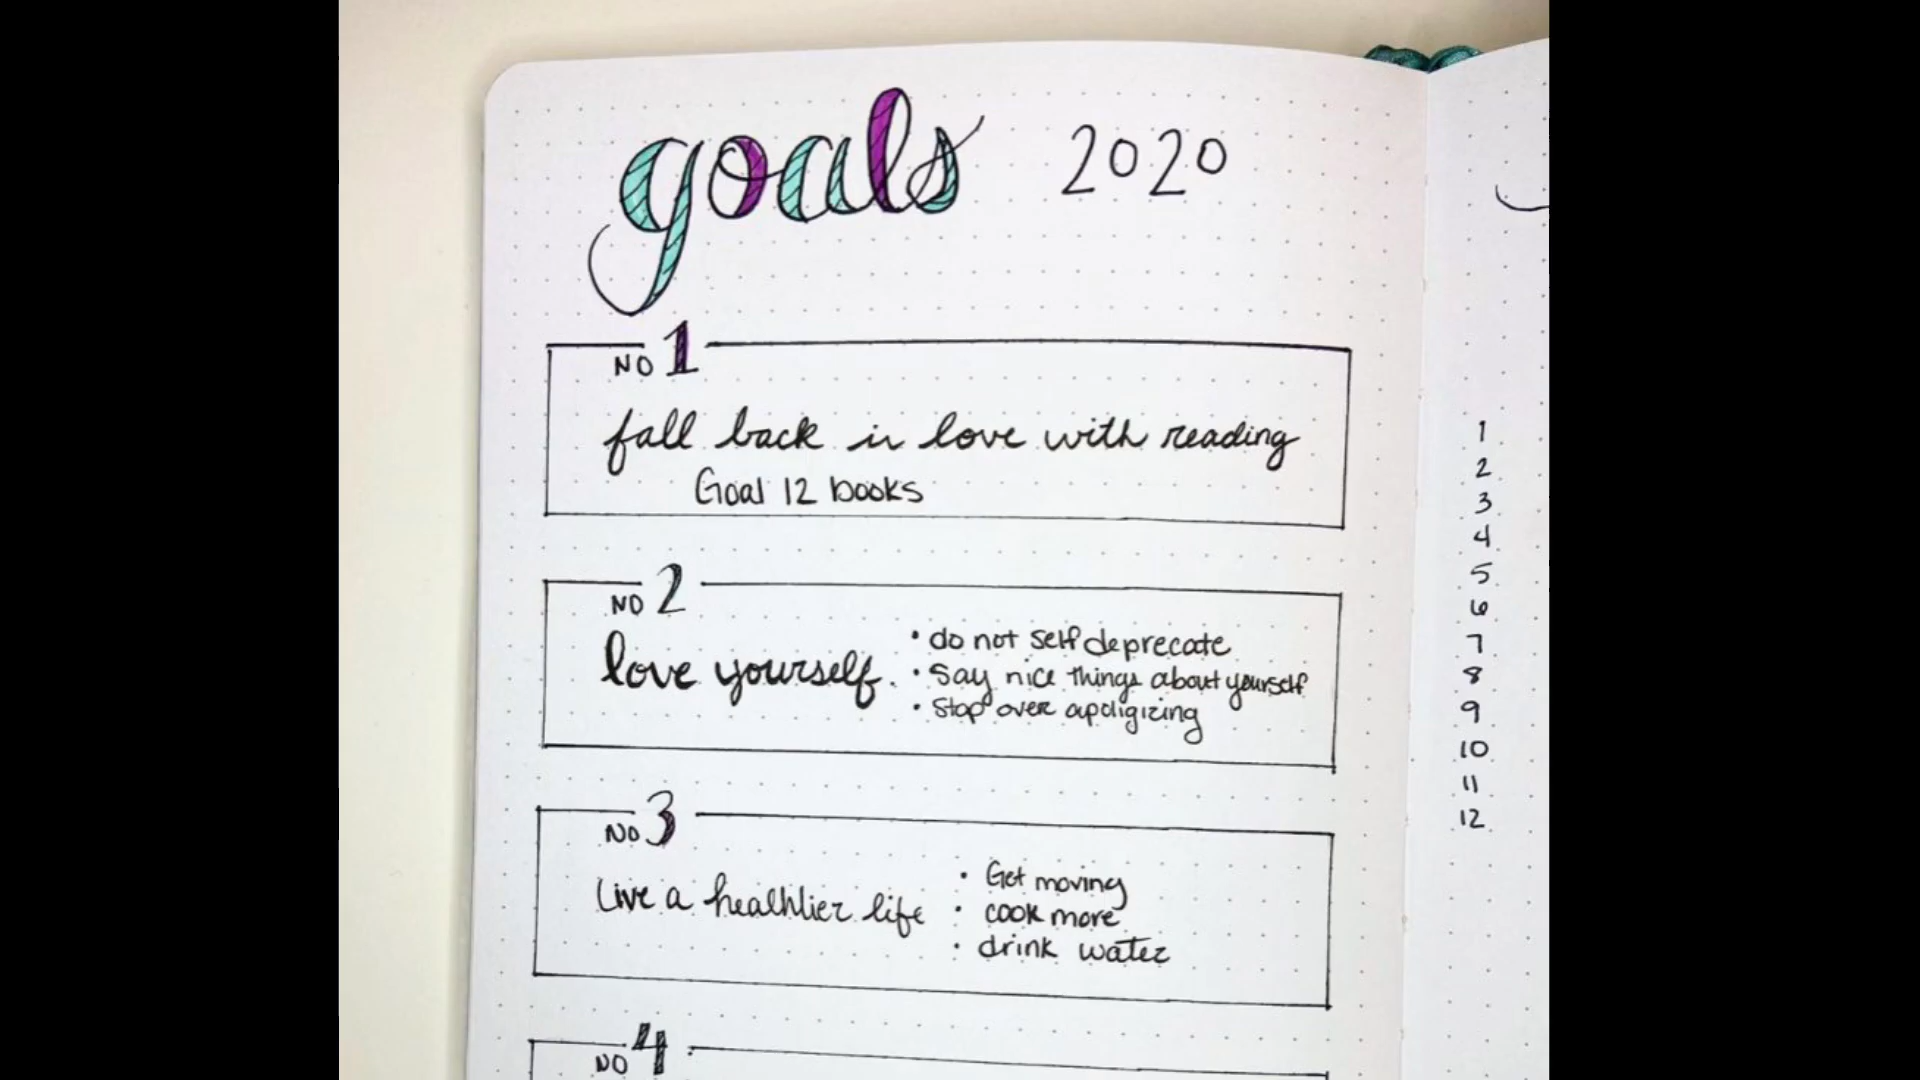 goals 2020
NO 1
fall back in love with reading
Goal 12 books
NO 2
love yourself.
• do not self deprecate
• Say nice things about yourself
• Stop over apoligizing
NO 3
Live a healhlier life
• Get moving
• cook more
• drink water
NO 4
1
2
3
4
5
6
7
8
9
10
11
12